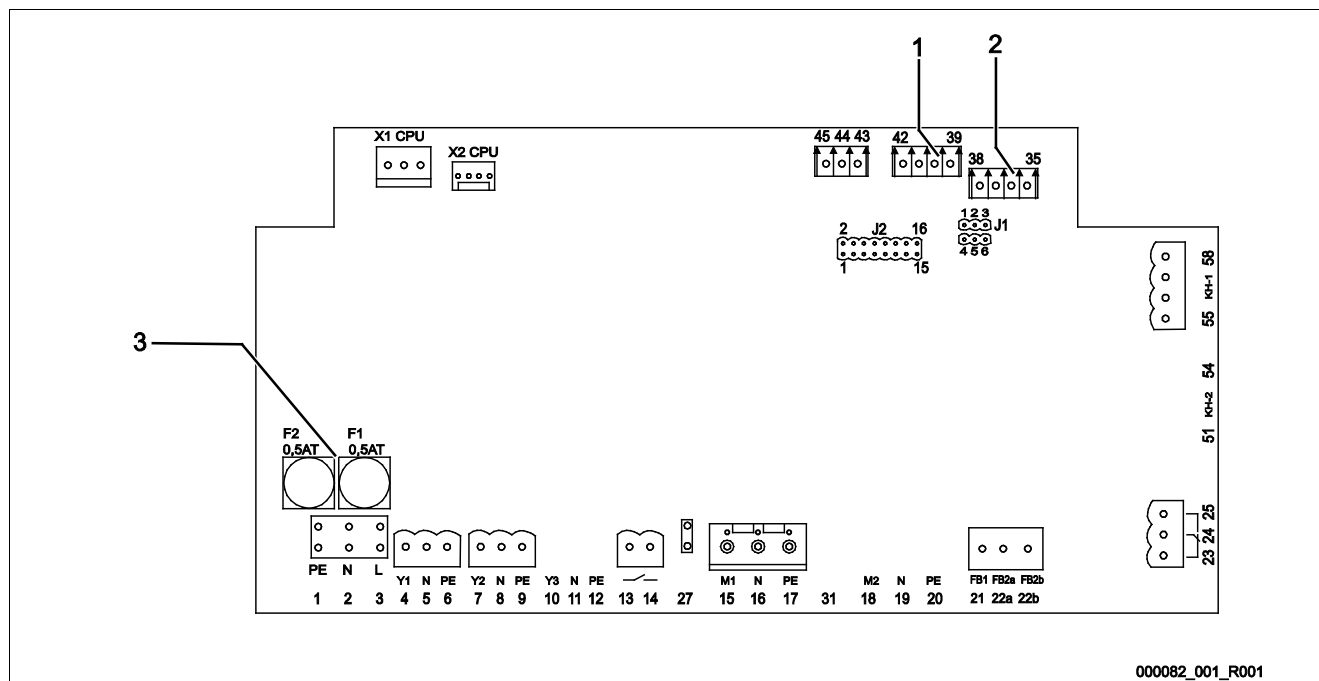 1 2
X1 CPU
X2 CPU
45 44 43
42 39
38 35
1 2 3
J1
4 5 6
2 J2 16
1 15
58
KH-1
55
54
KH-2
51
3
F2 F1
0,5AT 0,5AT
25
24
23
PE N L
Y1 N PE Y2 N PE Y3 N PE M1 N PE M2 N PE FB1 FB2a FB2b
1 2 3 4 5 6 7 8 9 10 11 12 13 14 27 15 16 17 31 18 19 20 21 22a 22b
000082_001_R001